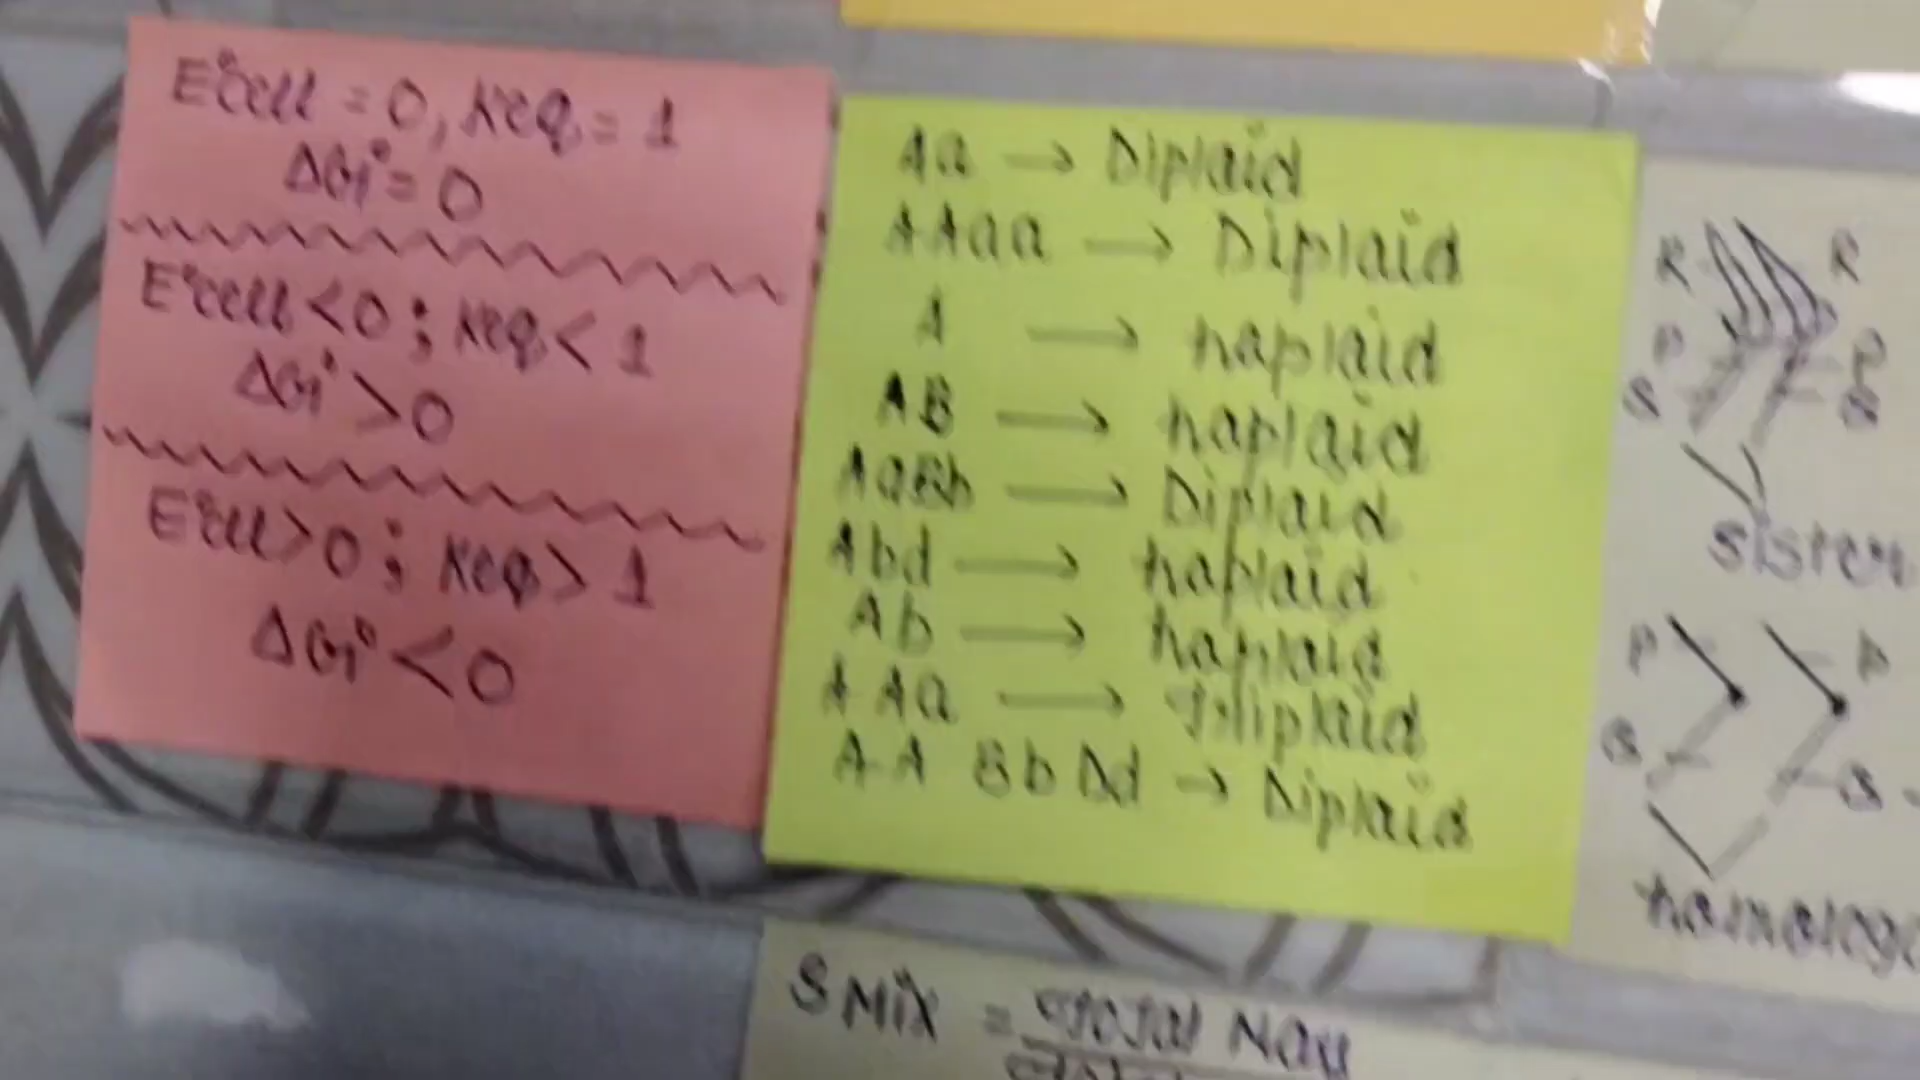 E°cell = 0, Keq = 1
ΔG° = 0
E°cell < 0 ; Keq < 1
ΔG° > 0
E°cell > 0 ; Keq > 1
ΔG° < 0
Aa → Diploid
AAaa → Diploid
A → haploid
AB → haploid
AaBb → Diploid
Abd → haploid
Ab → haploid
AAa → Triploid
AA Bb Dd → Diploid
R R
P P
Q Q
sister
P P
Q Q
homologo
S Mix = Total